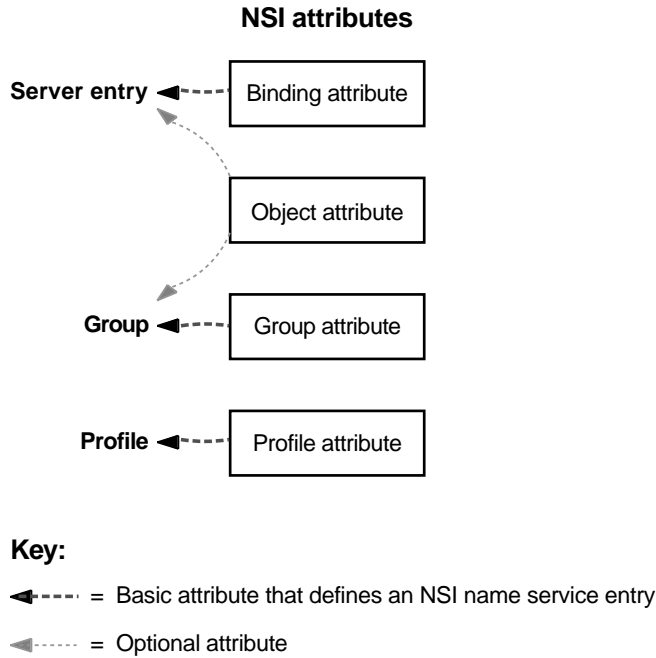 NSI attributes
Server entry
Binding attribute
Object attribute
Group
Group attribute
Profile
Profile attribute
Key:
= Basic attribute that defines an NSI name service entry
= Optional attribute